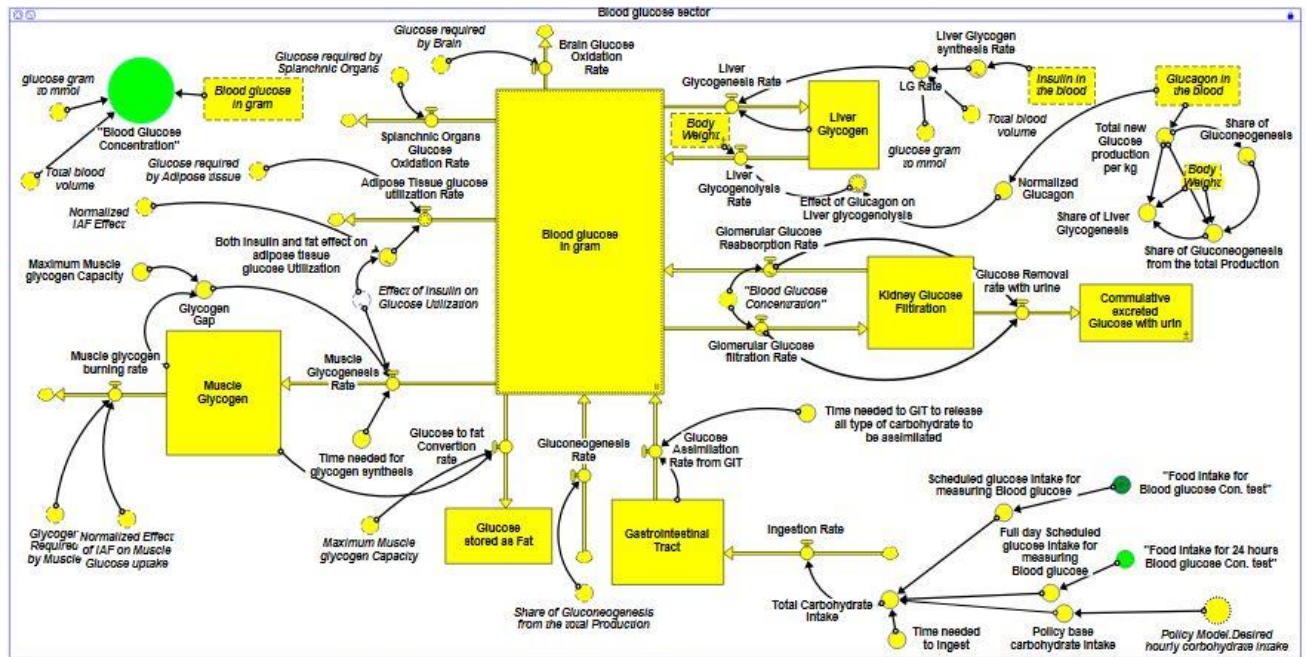 Blood glucose sector
Glucose required
by Brain
Brain Glucose
Oxidation
Rate
Glucose required by
Splanchnic Organs
Splanchnic Organs
Glucose
Oxidation Rate
glucose gram
to mmol
Blood glucose
in gram
"Blood Glucose
Concentration"
Total blood
volume
Glucose required
by Adipose tissue
Adipose Tissue glucose
utilization Rate
Normalized
IAF Effect
Both insulin and fat effect on
adipose tissue
glucose Utilization
Effect of Insulin on
Glucose Utilization
Maximum Muscle
glycogen Capacity
Glycogen
Gap
Muscle glycogen
burning rate
Muscle
Glycogen
Muscle
Glycogenesis
Rate
Time needed for
glycogen synthesis
Glycogen
Required
by Muscle
Normalized Effect
of IAF on Muscle
Glucose uptake
Blood glucose
in gram
Liver Glycogenesis Rate
Liver Glycogen
synthesis Rate
LG Rate
Insulin in
the blood
Glucagon in
the blood
Body
Weight
Liver
Glycogen
glucose gram
to mmol
Total blood
volume
Liver
Glycogenolysis
Rate
Effect of Glucagon on
Liver glycogenolysis
Normalized
Glucagon
Total new
Glucose
production
per kg
Share of
Gluconeogenesis
Body
Weight
Share of Liver
Glycogenesis
Share of Gluconeogenesis
from the total Production
Glomerular Glucose
Reabsorption Rate
"Blood Glucose
Concentration"
Glomerular Glucose
filtration Rate
Kidney Glucose
Filtiration
Glucose Removal
rate with urine
Commulative
excreted
Glucose with urin
Glucose to fat
Convertion
rate
Maximum Muscle
glycogen Capacity
Glucose
stored as Fat
Gluconeogenesis
Rate
Share of Gluconeogenesis
from the total Production
Glucose
Assimilation
Rate from GIT
Time needed to GIT to release
all type of carbohydrate to
be assimilated
Gastrointestinal
Tract
Ingestion Rate
Total Carbohydrate
Intake
Scheduled glucose intake for
measuring Blood glucose
"Food Intake for
Blood glucose Con. test"
Full day Scheduled
glucose intake for
measuring
Blood glucose
"Food Intake for 24 hours
Blood glucose Con. test"
Time needed
to ingest
Policy base
carbohydrate intake
Policy Model.Desired
hourly corbohydrate intake